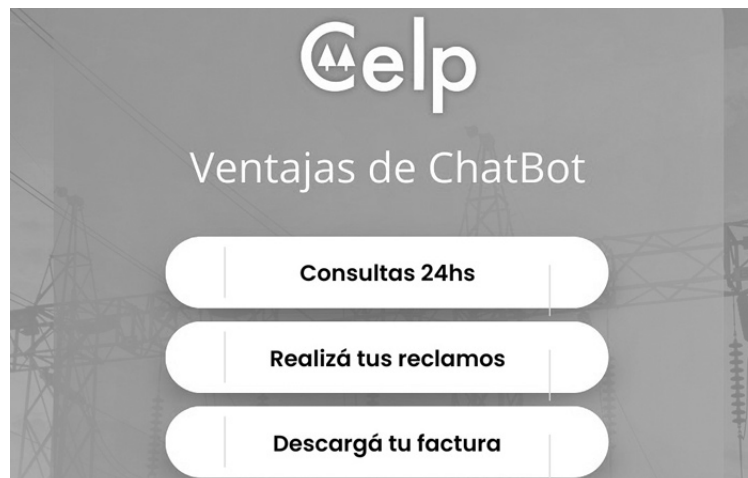 Celp
Ventajas de ChatBot
Consultas 24hs
Realizá tus reclamos
Descargá tu factura